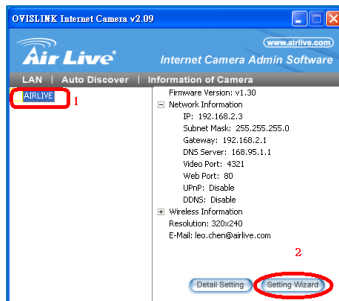 OVISLINK Internet Camera v2.09
(www.airlive.com)
Air Live®
Internet Camera Admin Software
LAN | Auto Discover | Information of Camera
AIRLIVE
1
Firmware Version: v1.30
Network Information
IP: 192.168.2.3
Subnet Mask: 255.255.255.0
Gateway: 192.168.2.1
DNS Server: 168.95.1.1
Video Port: 4321
Web Port: 80
UPnP: Disable
DDNS: Disable
Wireless Information
Resolution: 320x240
E-Mail: leo.chen@airlive.com
2
Detail Setting Setting Wizard